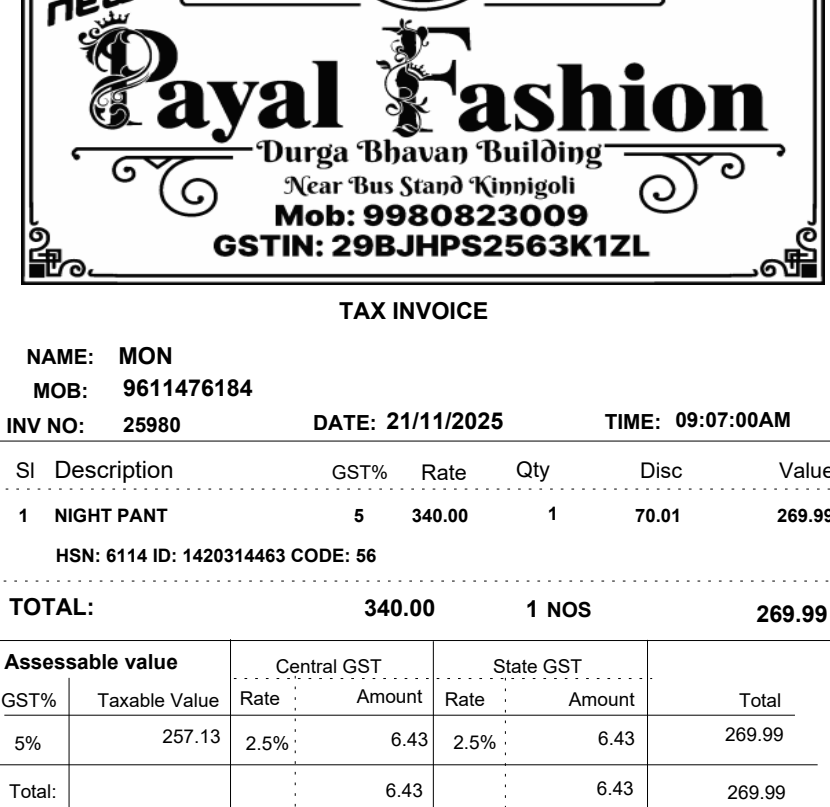 new
Payal Fashion
Durga Bhavan Building
Near Bus Stand Kinnigoli
Mob: 9980823009
GSTIN: 29BJHPS2563K1ZL
TAX INVOICE
NAME: MON
MOB: 9611476184
INV NO: 25980 DATE: 21/11/2025 TIME: 09:07:00AM
Sl Description GST% Rate Qty Disc Value
1 NIGHT PANT 5 340.00 1 70.01 269.99
HSN: 6114 ID: 1420314463 CODE: 56
TOTAL: 340.00 1 NOS 269.99
Assessable value Central GST State GST
GST% Taxable Value Rate Amount Rate Amount Total
5% 257.13 2.5% 6.43 2.5% 6.43 269.99
Total: 6.43 6.43 269.99